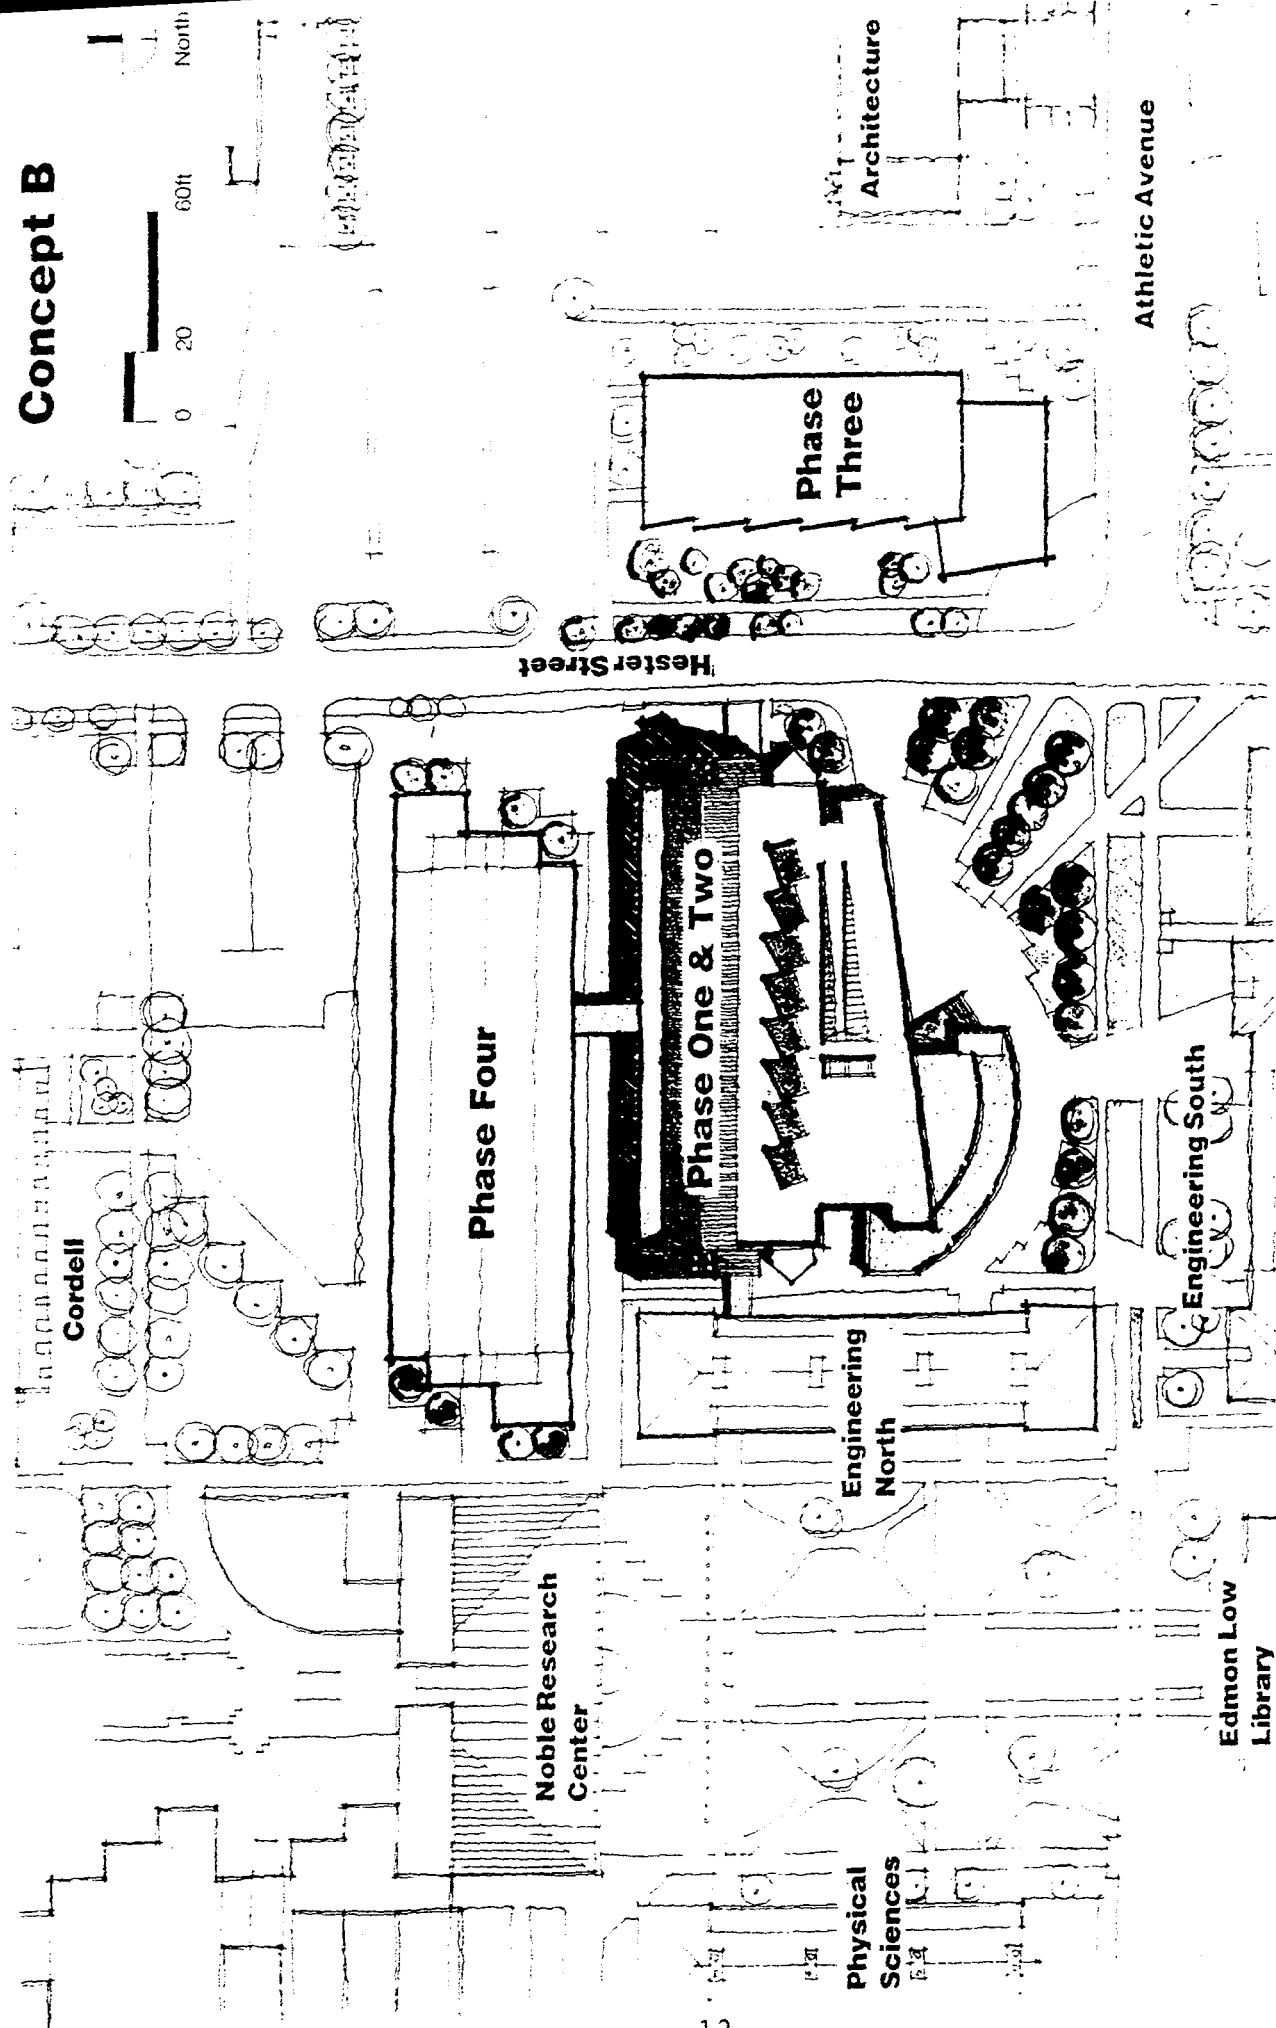 Concept B
0 20 60ft North
Cordell
Phase Four
Noble Research
Center
Hester Street
Phase One & Two
Phase
Three
Architecture
Engineering
North
Physical
Sciences
Athletic Avenue
Engineering South
Edmon Low
Library
12